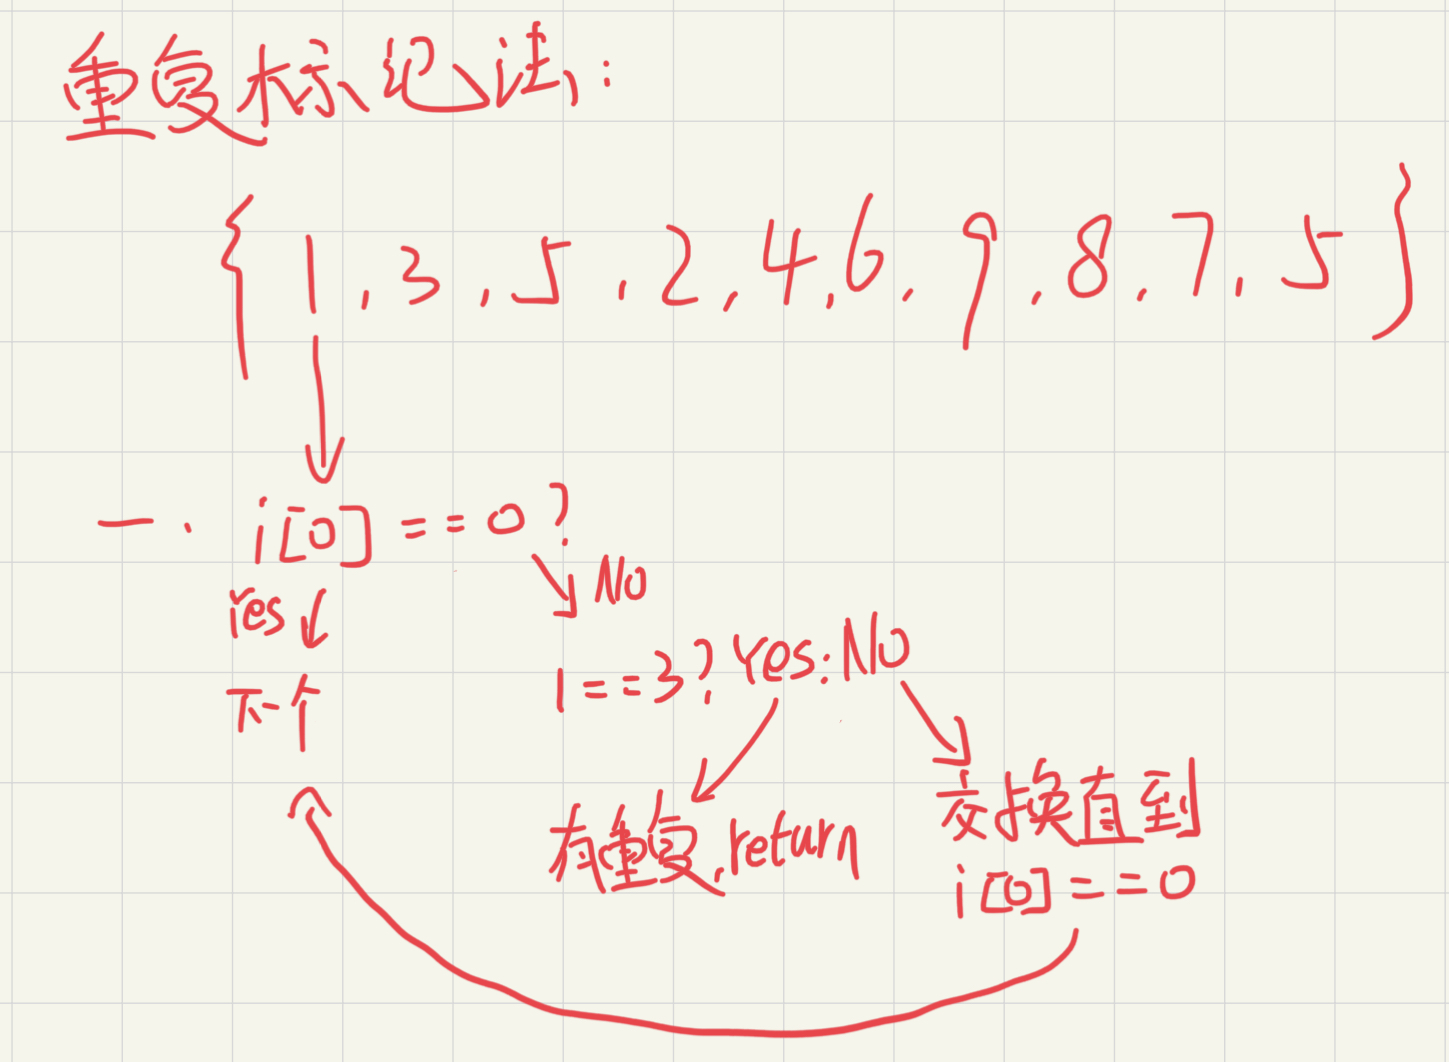 重复标记法:
{1,3,5,2,4,6,9,8,7,5}
一. i[0]==0?
Yes
No
下一个
1==3?Yes:No
有重复,return
交换直到
i[0]==0